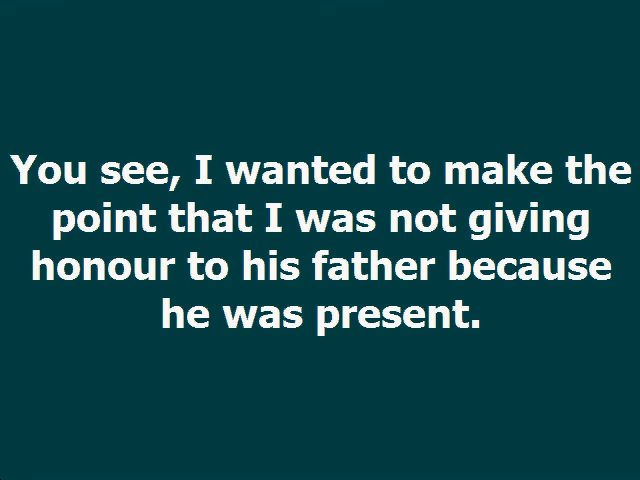 You see, I wanted to make the
point that I was not giving
honour to his father because
he was present.